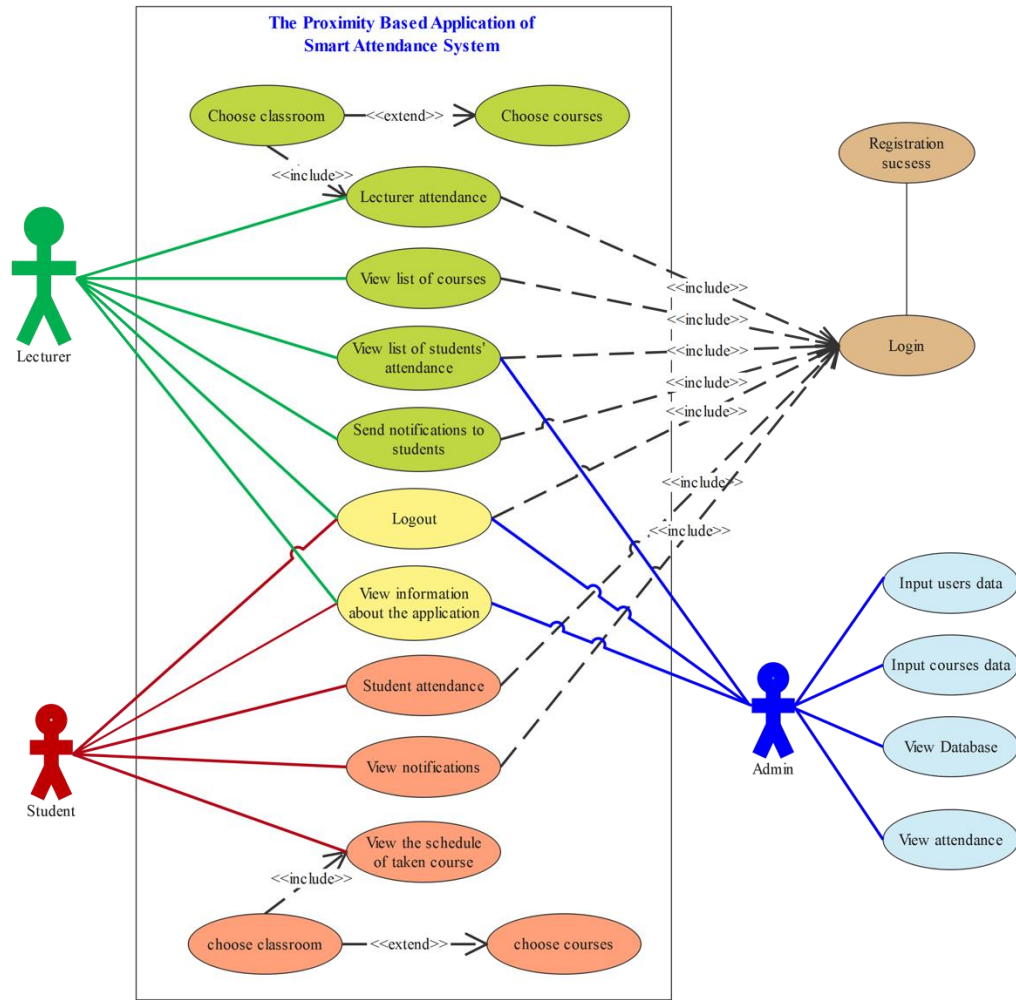 The Proximity Based Application of
Smart Attendance System
Choose classroom
<<extend>>
Choose courses
<<include>>
Lecturer attendance
Registration
sucsess
View list of courses
<<include>>
<<include>>
Lecturer
View list of students'
attendance
<<include>>
Login
<<include>>
<<include>>
Send notifications to
students
<<include>>
Logout
<<include>>
View information
about the application
Input users data
Student attendance
Input courses data
Student
View notifications
Admin
View Database
View the schedule
of taken course
View attendance
<<include>>
choose classroom
<<extend>>
choose courses